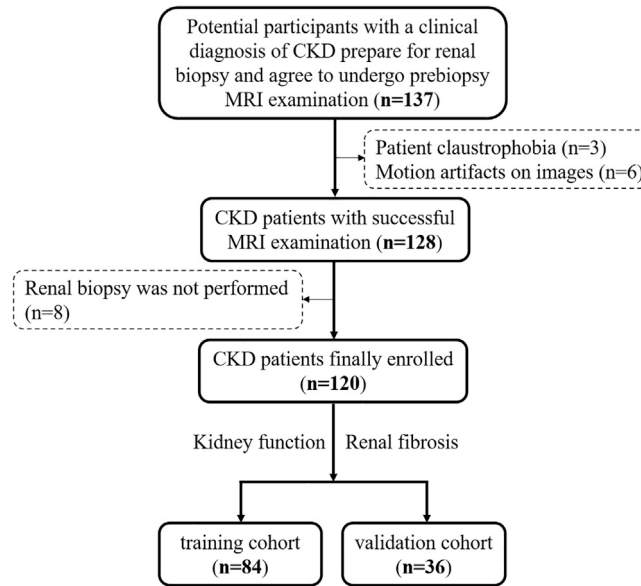 Potential participants with a clinical
diagnosis of CKD prepare for renal
biopsy and agree to undergo prebiopsy
MRI examination (n=137)
Patient claustrophobia (n=3)
Motion artifacts on images (n=6)
CKD patients with successful
MRI examination (n=128)
Renal biopsy was not performed
(n=8)
CKD patients finally enrolled
(n=120)
Kidney function
Renal fibrosis
training cohort
(n=84)
validation cohort
(n=36)